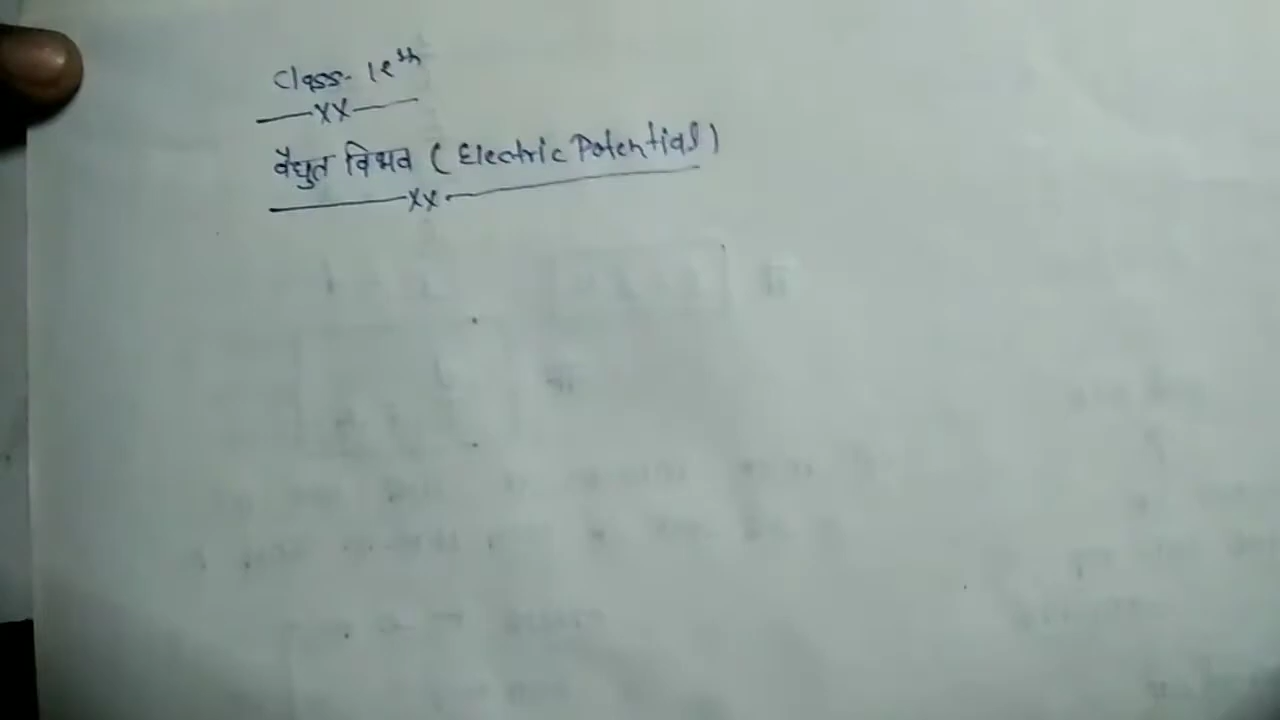 Class- 12th
xx
वैधुत विभव ( Electric Potential )
xx